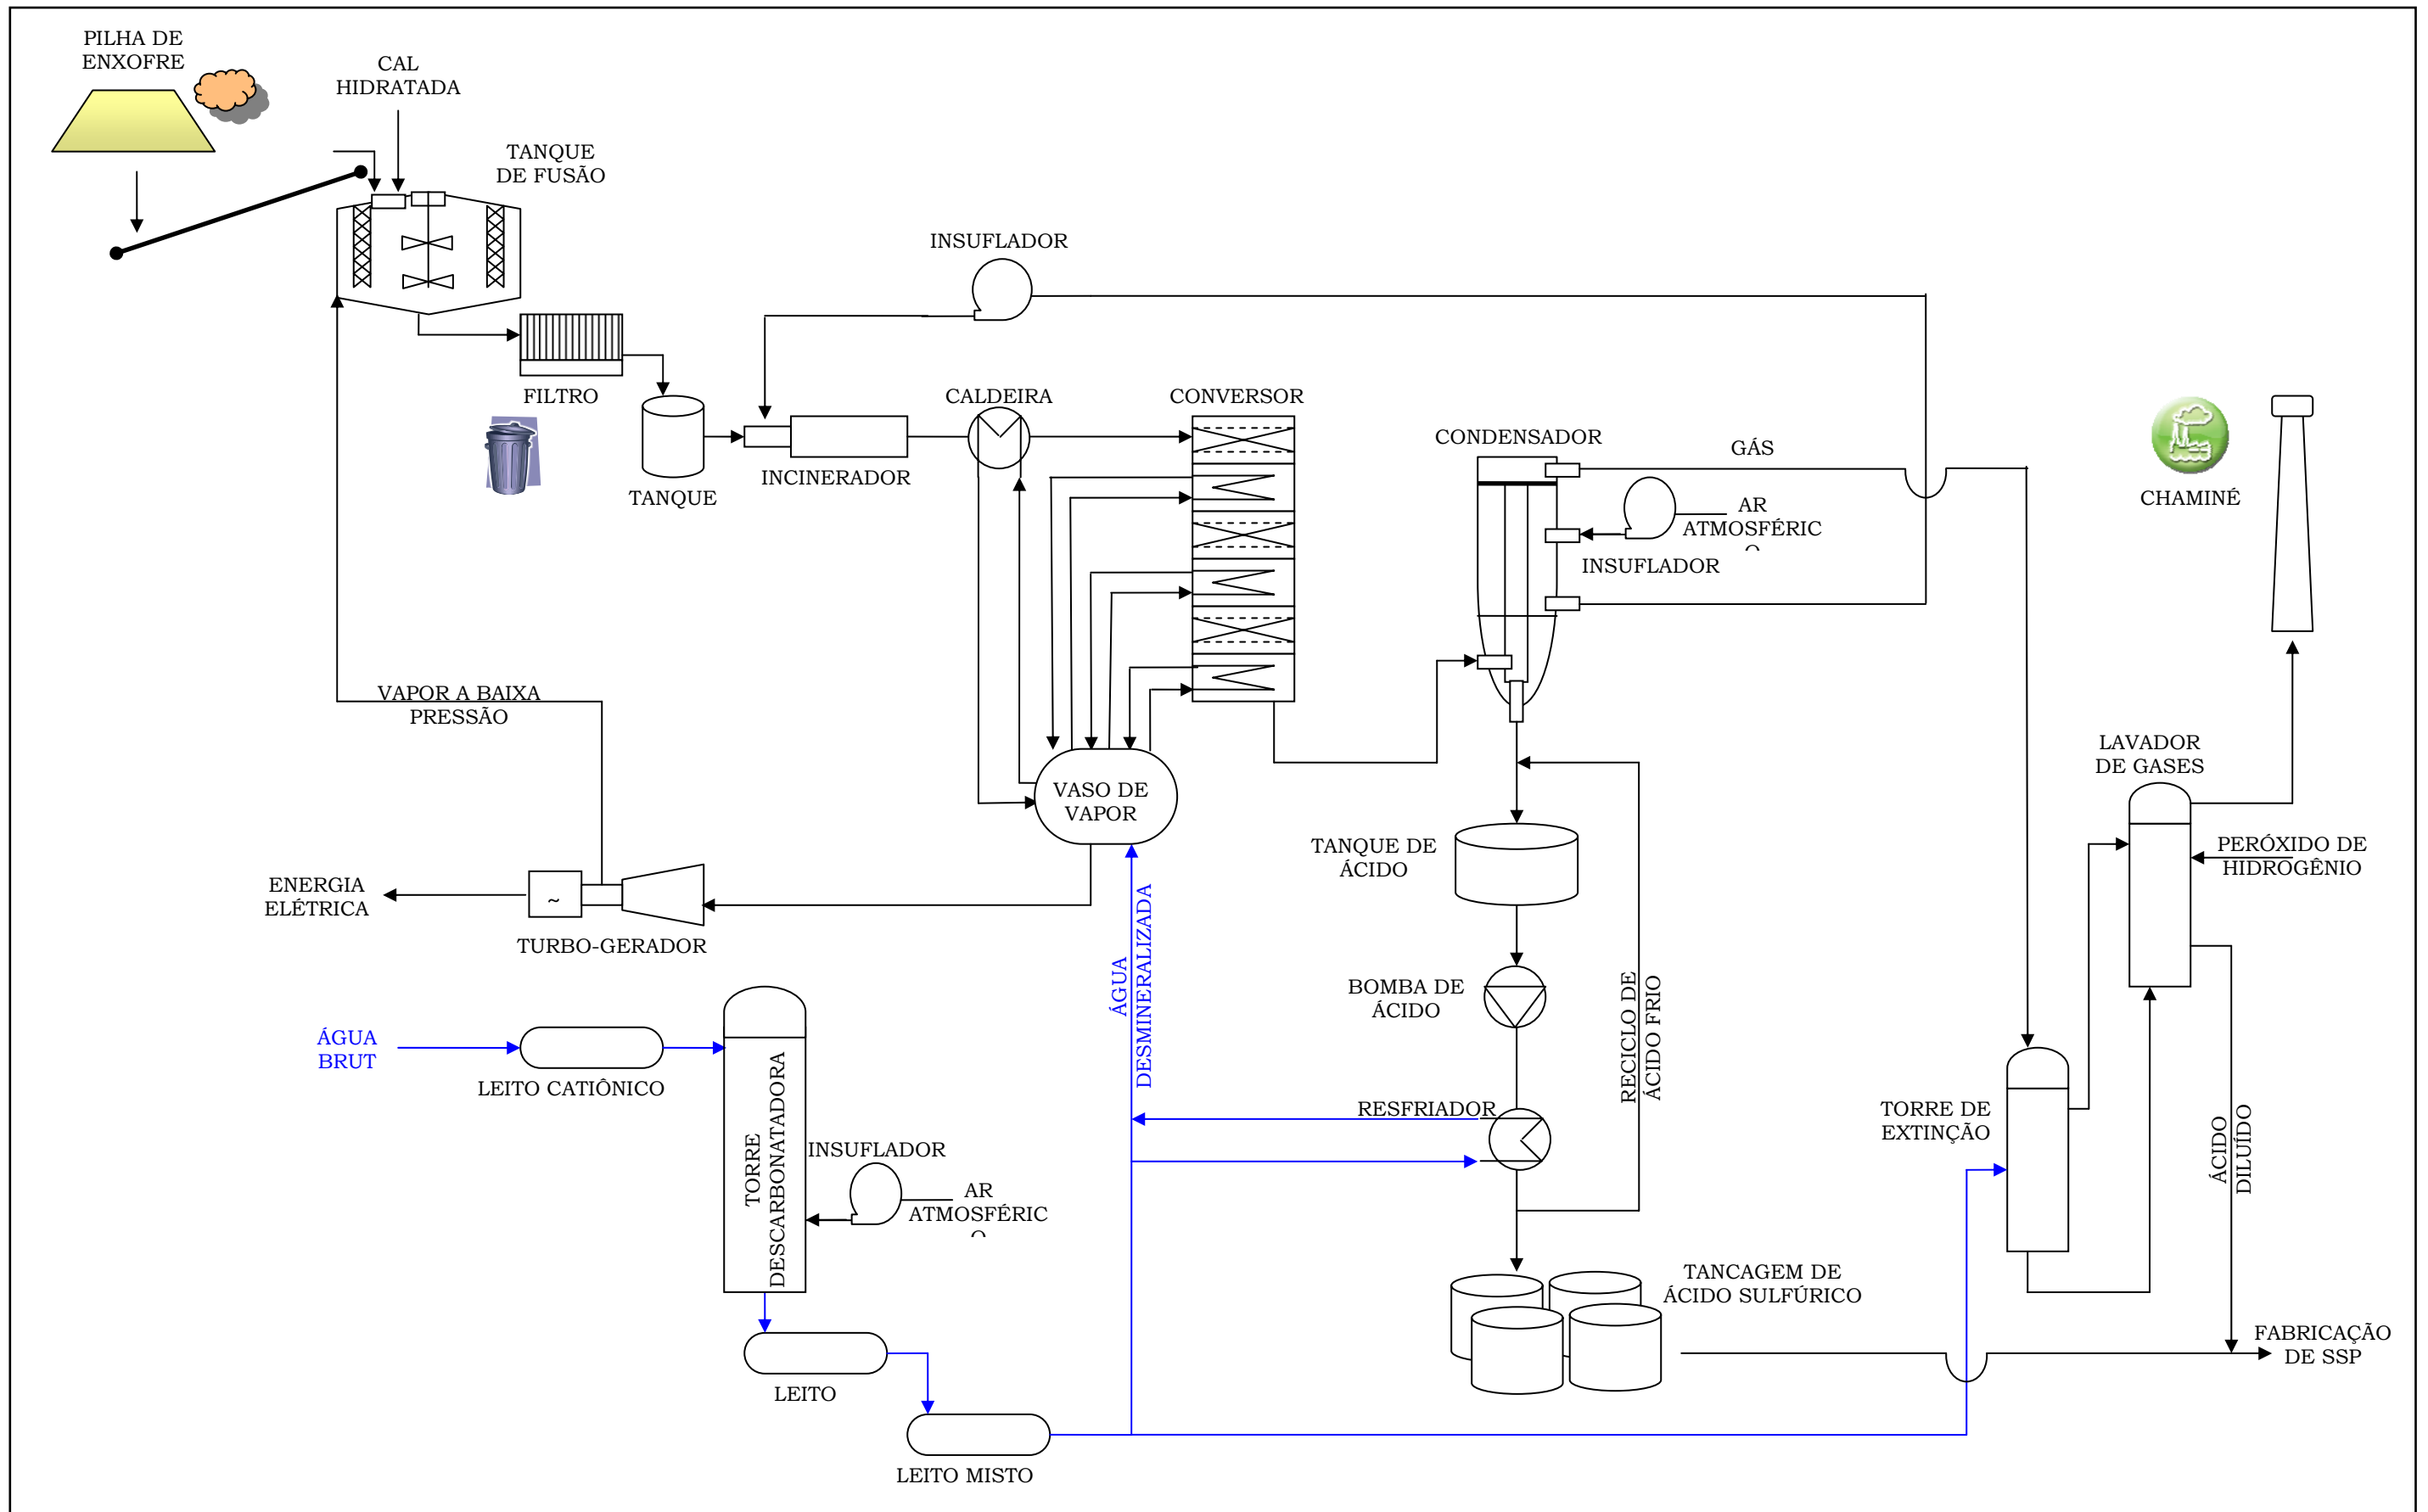 PILHA DE
ENXOFRE
CAL
HIDRATADA
TANQUE
DE FUSÃO
INSUFLADOR
FILTRO
TANQUE
INCINERADOR
CALDEIRA
CONVERSOR
CONDENSADOR
GÁS
AR
ATMOSFÉRIC
O
INSUFLADOR
CHAMINÉ
VAPOR A BAIXA
PRESSÃO
VASO DE
VAPOR
LAVADOR
DE GASES
PERÓXIDO DE
HIDROGÊNIO
TANQUE DE
ÁCIDO
ENERGIA
ELÉTRICA
~
TURBO-GERADOR
ÁGUA
DESMINERALIZADA
BOMBA DE
ÁCIDO
RECICLO DE
ÁCIDO FRIO
ÁGUA
BRUT
LEITO CATIÔNICO
TORRE
DESCARBONATADORA
INSUFLADOR
AR
ATMOSFÉRIC
O
RESFRIADOR
TORRE DE
EXTINÇÃO
ÁCIDO
DILUÍDO
TANCAGEM DE
ÁCIDO SULFÚRICO
FABRICAÇÃO
DE SSP
LEITO
LEITO MISTO